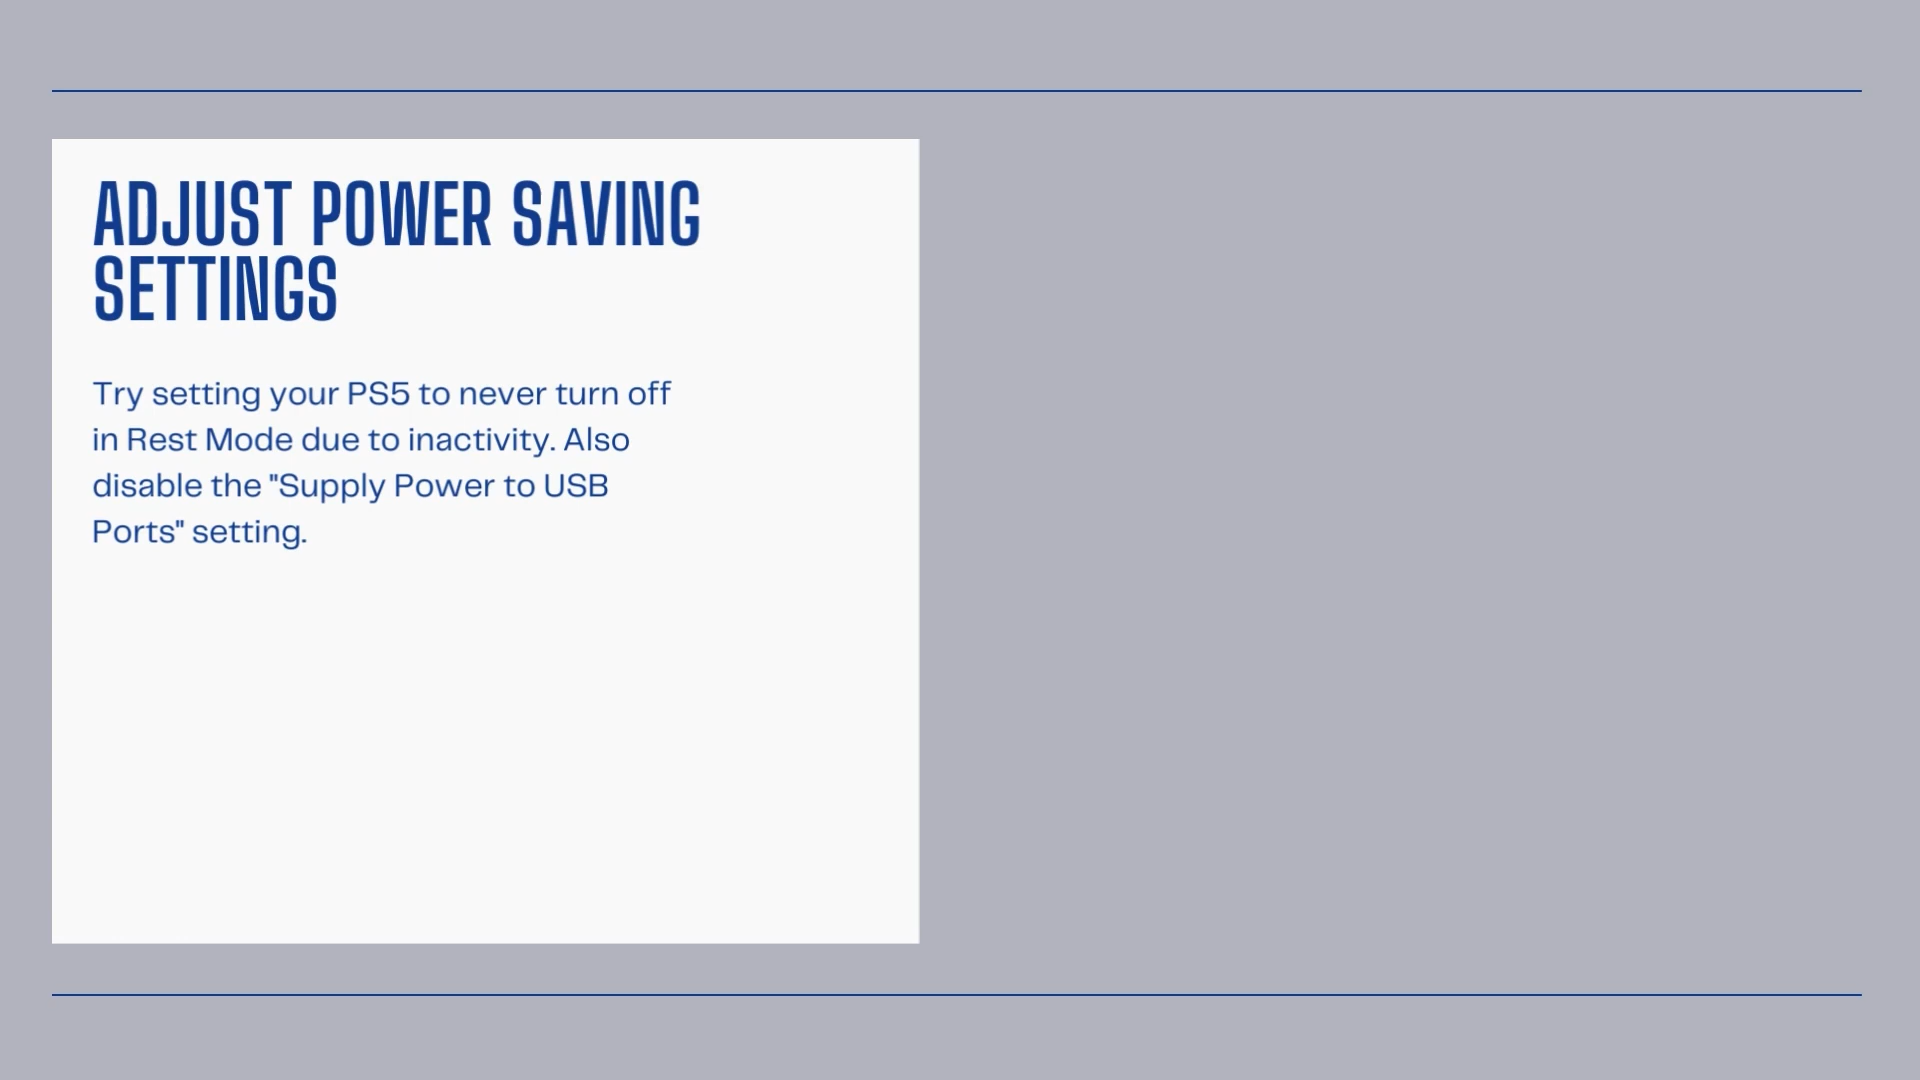 ADJUST POWER SAVING
SETTINGS
Try setting your PS5 to never turn off
in Rest Mode due to inactivity. Also
disable the "Supply Power to USB
Ports" setting.